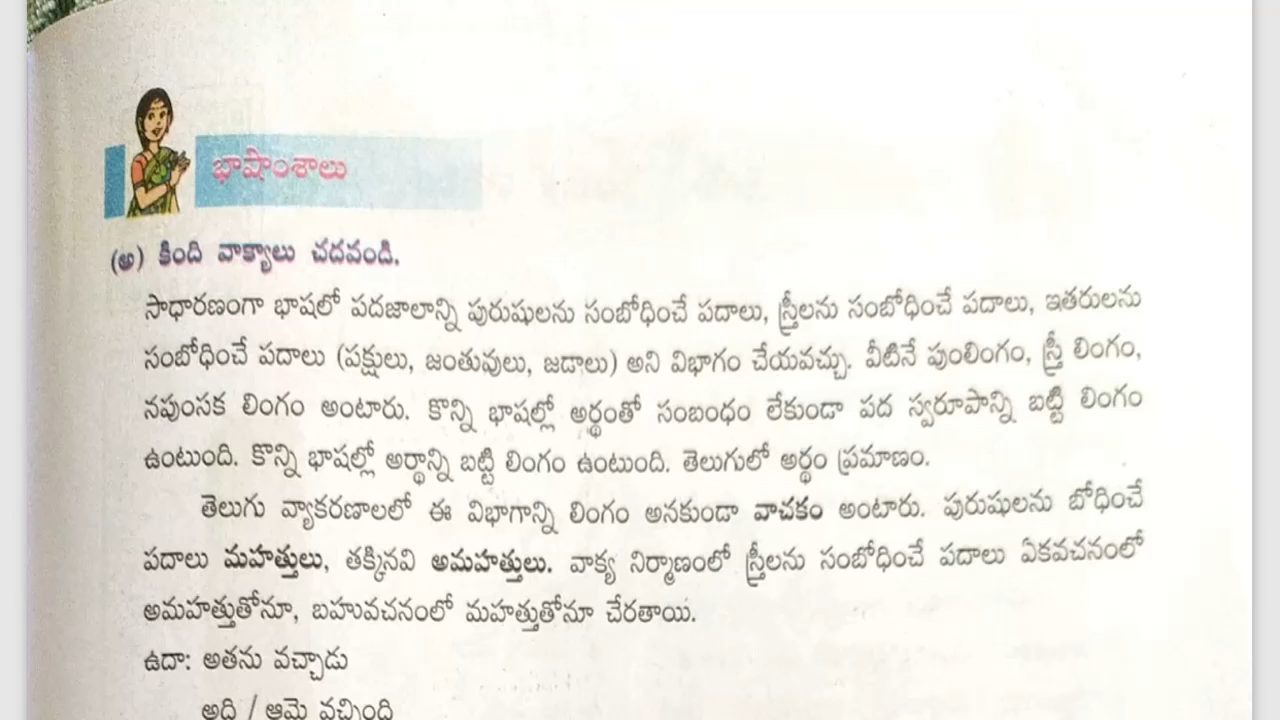 భాషాంశాలు
(అ) కింది వాక్యాలు చదవండి.
సాధారణంగా భాషలో పదజాలాన్ని పురుషులను సంబోధించే పదాలు, స్త్రీలను సంబోధించే పదాలు, ఇతరులను
సంబోధించే పదాలు (పక్షులు, జంతువులు, జడాలు) అని విభాగం చేయవచ్చు. వీటినే పుంలింగం, స్త్రీ లింగం,
నపుంసక లింగం అంటారు. కొన్ని భాషల్లో అర్థంతో సంబంధం లేకుండా పద స్వరూపాన్ని బట్టి లింగం
ఉంటుంది. కొన్ని భాషల్లో అర్థాన్ని బట్టి లింగం ఉంటుంది. తెలుగులో అర్థం ప్రమాణం.
తెలుగు వ్యాకరణాలలో ఈ విభాగాన్ని లింగం అనకుండా వాచకం అంటారు. పురుషులను బోధించే
పదాలు మహత్తులు, తక్కినవి అమహత్తులు. వాక్య నిర్మాణంలో స్త్రీలను సంబోధించే పదాలు ఏకవచనంలో
అమహత్తుతోనూ, బహువచనంలో మహత్తుతోనూ చేరతాయి.
ఉదా: అతను వచ్చాడు
అది / ఆమె వచ్చింది